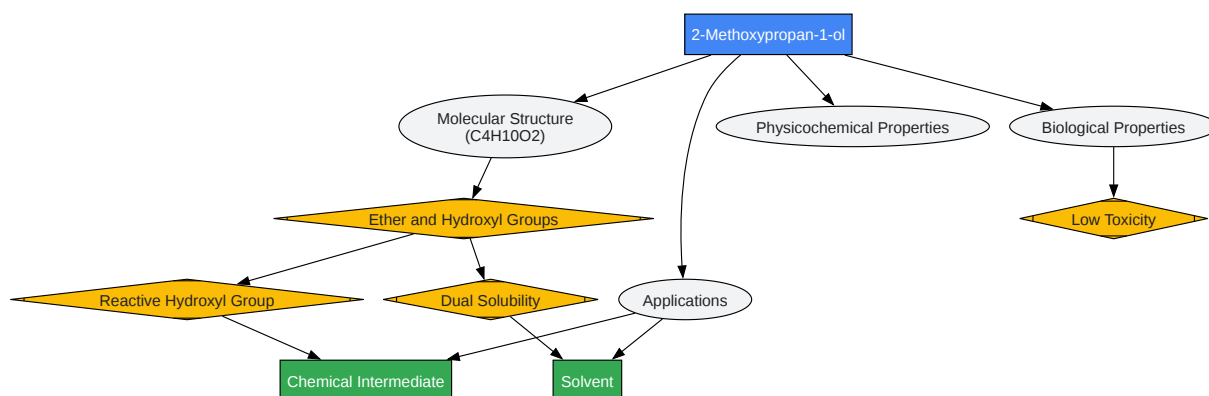 2-Methoxypropan-1-ol
Molecular Structure
(C4H10O2)
Physicochemical Properties
Biological Properties
Ether and Hydroxyl Groups
Low Toxicity
Reactive Hydroxyl Group
Dual Solubility
Applications
Chemical Intermediate
Solvent